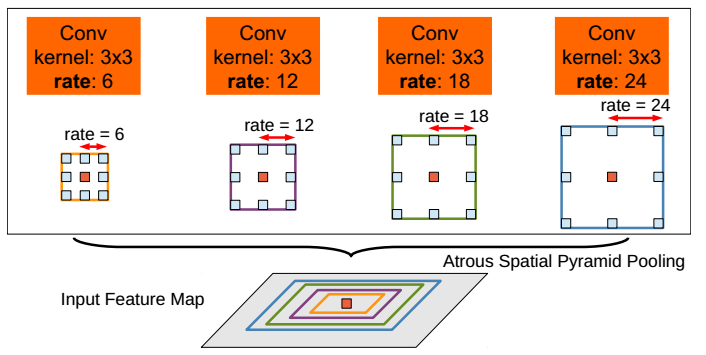 Conv
kernel: 3x3
rate: 6
Conv
kernel: 3x3
rate: 12
Conv
kernel: 3x3
rate: 18
Conv
kernel: 3x3
rate: 24
rate = 6
rate = 12
rate = 18
rate = 24
Atrous Spatial Pyramid Pooling
Input Feature Map